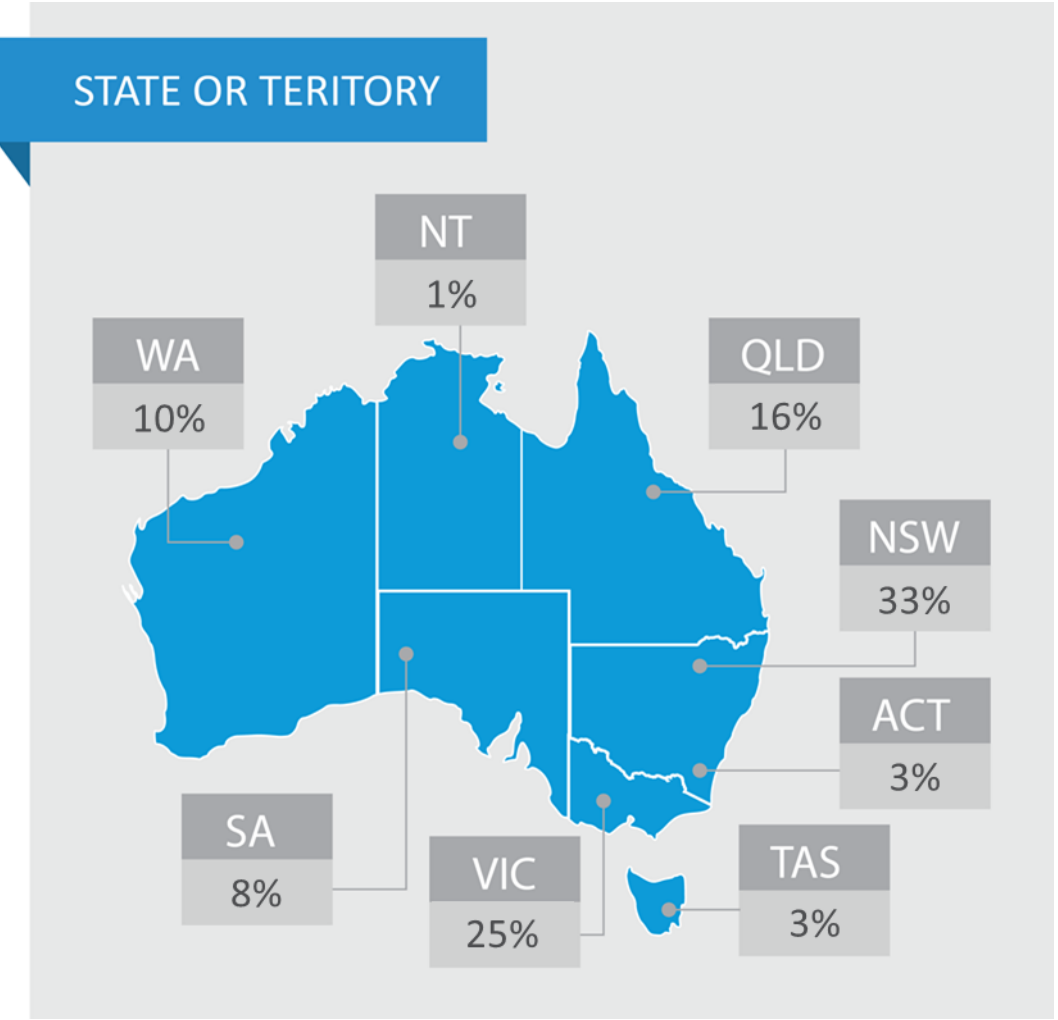 STATE OR TERITORY
NT
1%
WA
10%
QLD
16%
NSW
33%
ACT
3%
SA
8%
VIC
25%
TAS
3%